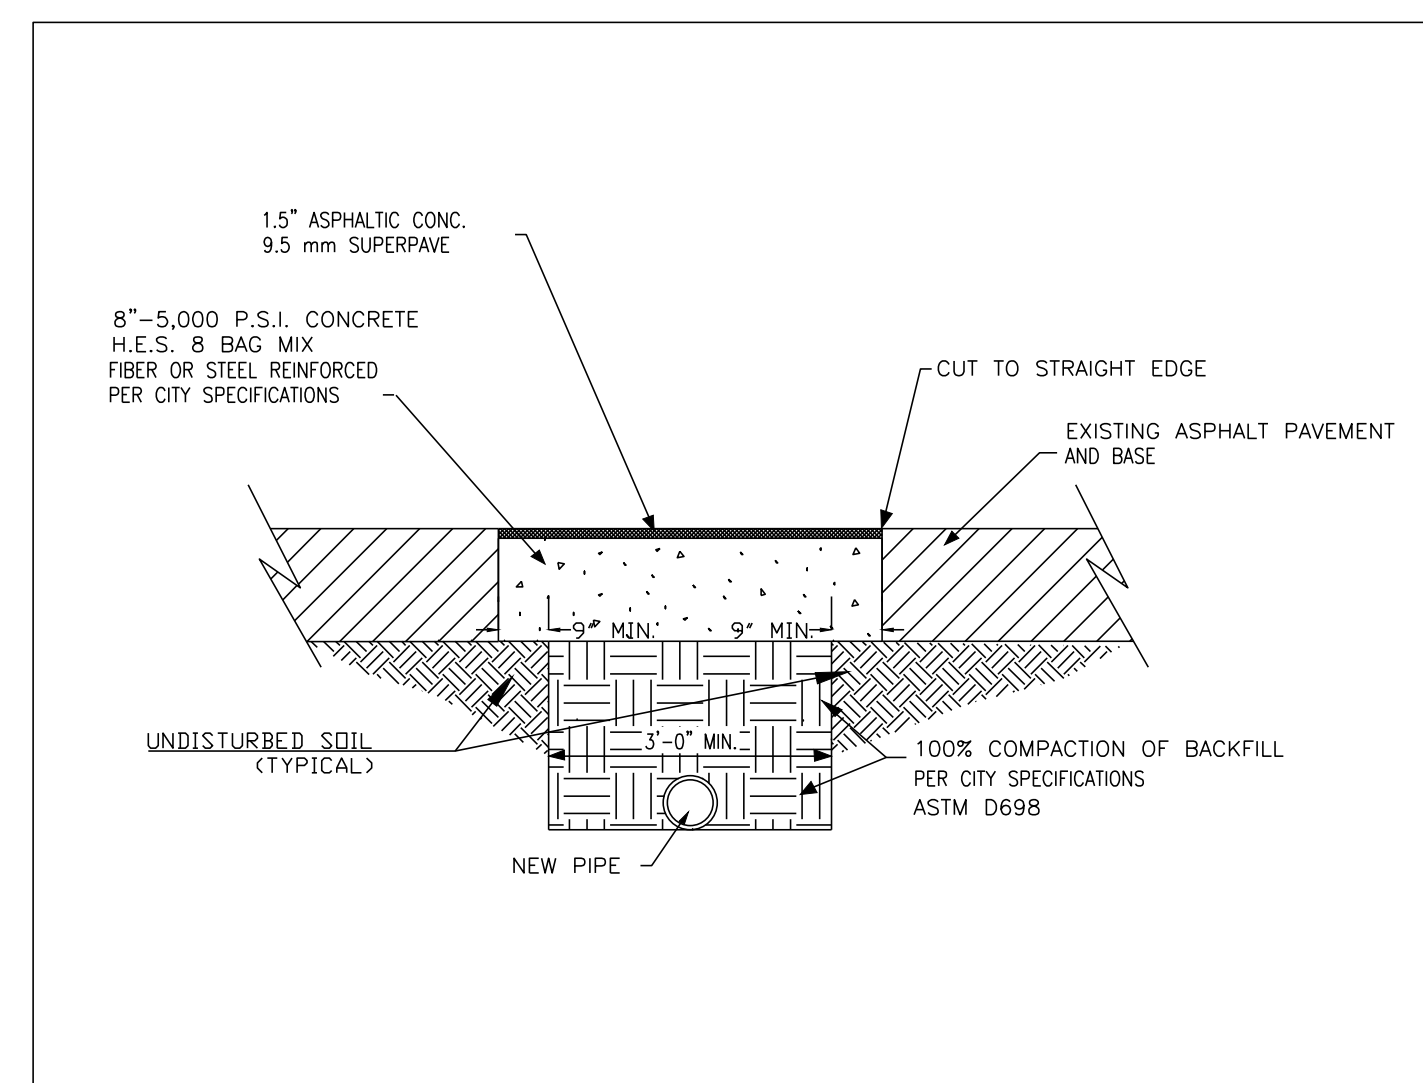 1.5” ASPHALTIC CONC.
9.5 mm SUPERPAVE
8”-5,000 P.S.I. CONCRETE
H.E.S. 8 BAG MIX
FIBER OR STEEL REINFORCED
PER CITY SPECIFICATIONS
CUT TO STRAIGHT EDGE
EXISTING ASPHALT PAVEMENT
AND BASE
9” MIN.
9” MIN.
UNDISTURBED SOIL
(TYPICAL)
3'-0” MIN.
100% COMPACTION OF BACKFILL
PER CITY SPECIFICATIONS
ASTM D698
NEW PIPE